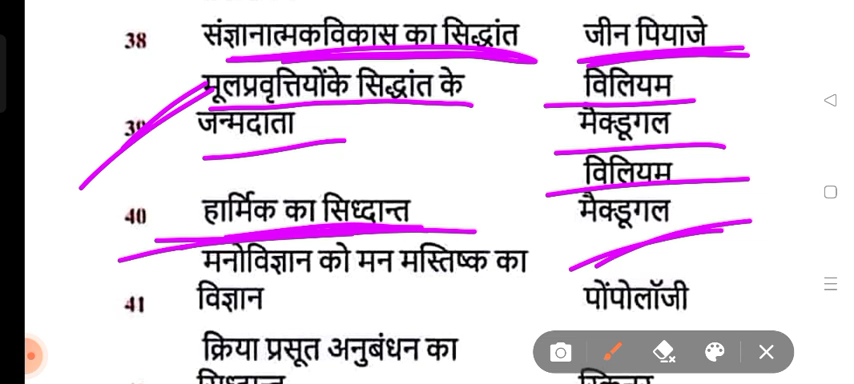 38 संज्ञानात्मकविकास का सिद्धांत जीन पियाजे
मूलप्रवृत्तियोंके सिद्धांत के विलियम
39 जन्मदाता मैक्डूगल
विलियम
40 हार्मिक का सिध्दान्त मैक्डूगल
मनोविज्ञान को मन मस्तिष्क का
41 विज्ञान पोंपोलॉजी
क्रिया प्रसूत अनुबंधन का